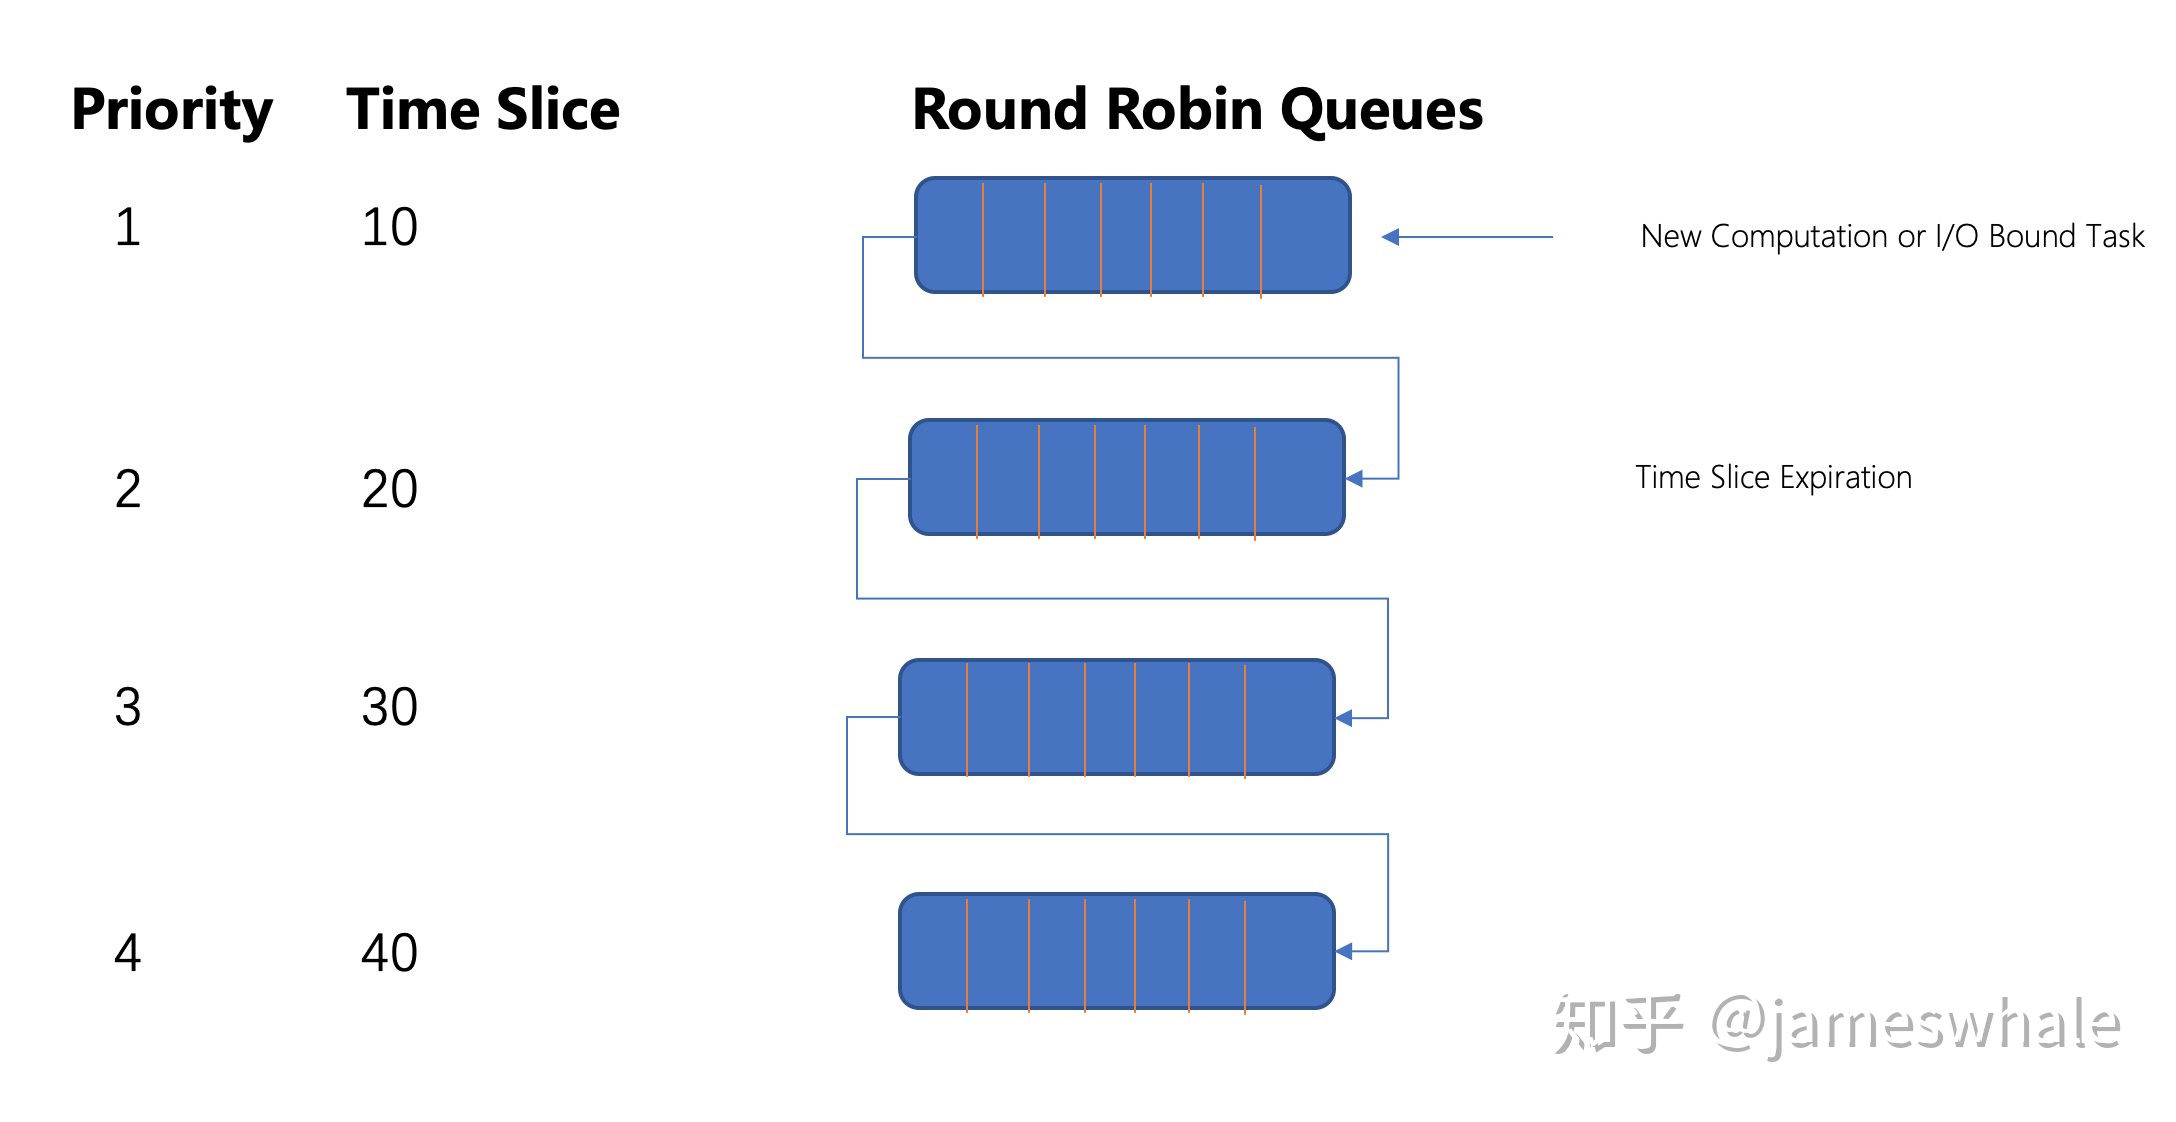 Priority Time Slice Round Robin Queues
1 10
New Computation or I/O Bound Task
2 20
Time Slice Expiration
3 30
4 40
知乎 @jameswhale